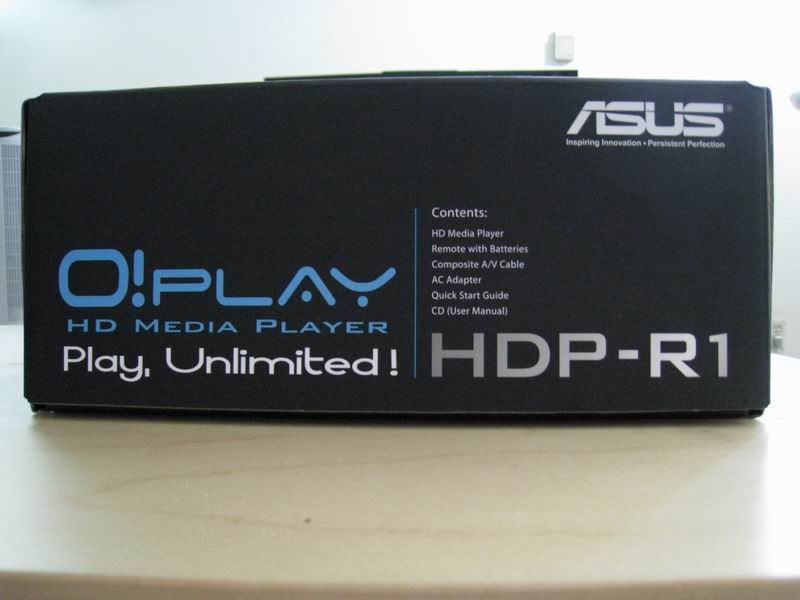 ASUS®
Inspiring Innovation • Persistent Perfection
O!PLAY
HD MEDIA PLAYER
Play, Unlimited!
Contents:
HD Media Player
Remote with Batteries
Composite A/V Cable
AC Adapter
Quick Start Guide
CD (User Manual)
HDP-R1